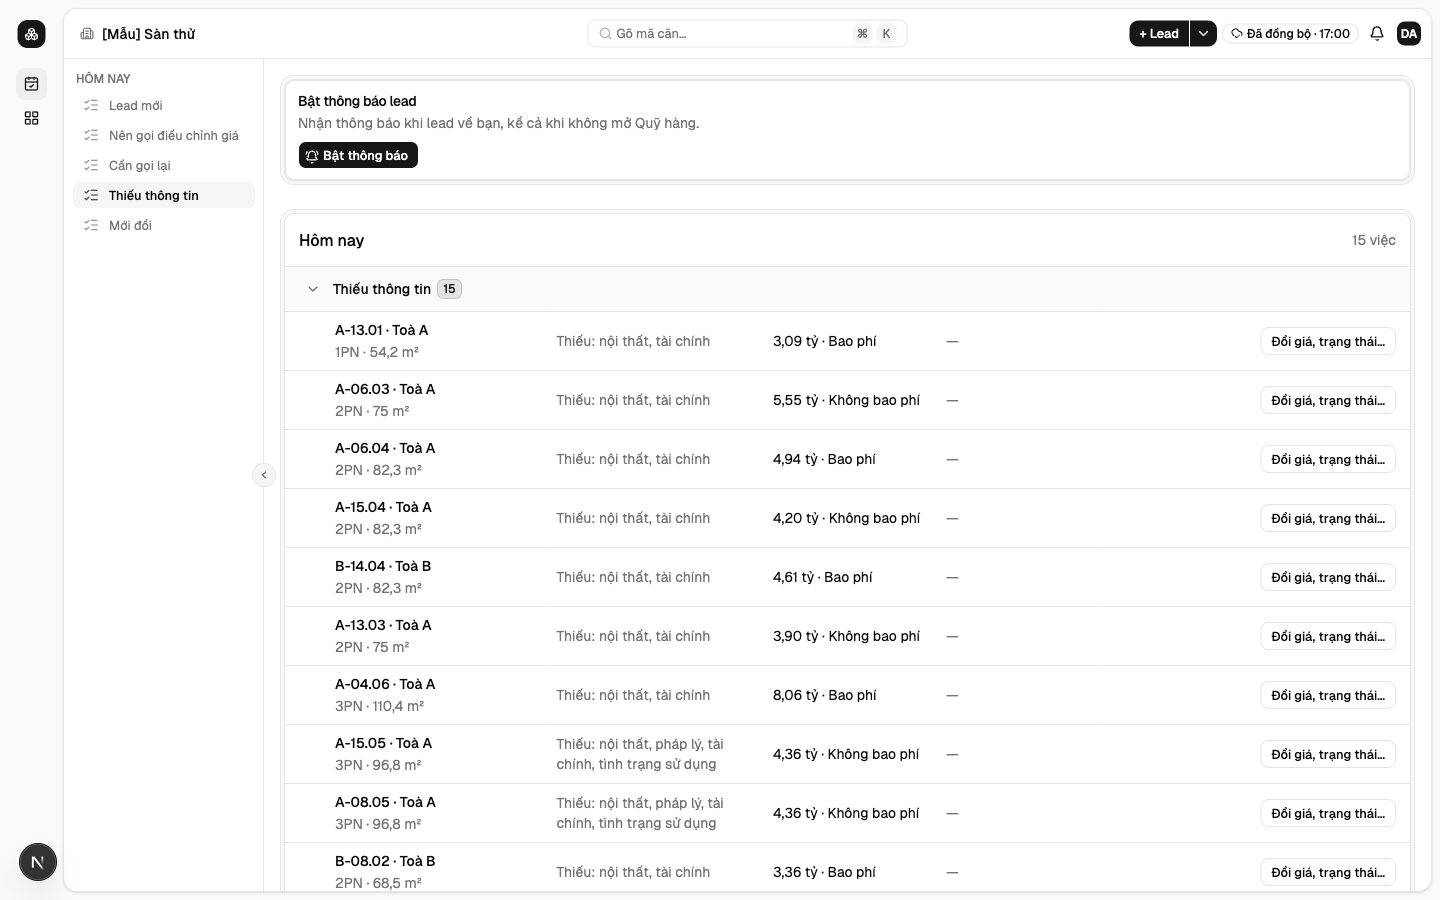 [Mẫu] Sàn thử
Gõ mã căn...
⌘ K
+ Lead
Đã đồng bộ · 17:00
DA
HÔM NAY
Lead mới
Nên gọi điều chỉnh giá
Cần gọi lại
Thiếu thông tin
Mới đổi
Bật thông báo lead
Nhận thông báo khi lead về bạn, kể cả khi không mở Quỹ hàng.
Bật thông báo
Hôm nay
15 việc
Thiếu thông tin 15
A-13.01 · Toà A
1PN · 54,2 m²
Thiếu: nội thất, tài chính
3,09 tỷ · Bao phí
—
Đổi giá, trạng thái...
A-06.03 · Toà A
2PN · 75 m²
Thiếu: nội thất, tài chính
5,55 tỷ · Không bao phí
—
Đổi giá, trạng thái...
A-06.04 · Toà A
2PN · 82,3 m²
Thiếu: nội thất, tài chính
4,94 tỷ · Bao phí
—
Đổi giá, trạng thái...
A-15.04 · Toà A
2PN · 82,3 m²
Thiếu: nội thất, tài chính
4,20 tỷ · Không bao phí
—
Đổi giá, trạng thái...
B-14.04 · Toà B
2PN · 82,3 m²
Thiếu: nội thất, tài chính
4,61 tỷ · Bao phí
—
Đổi giá, trạng thái...
A-13.03 · Toà A
2PN · 75 m²
Thiếu: nội thất, tài chính
3,90 tỷ · Không bao phí
—
Đổi giá, trạng thái...
A-04.06 · Toà A
3PN · 110,4 m²
Thiếu: nội thất, tài chính
8,06 tỷ · Bao phí
—
Đổi giá, trạng thái...
A-15.05 · Toà A
3PN · 96,8 m²
Thiếu: nội thất, pháp lý, tài
chính, tình trạng sử dụng
4,36 tỷ · Không bao phí
—
Đổi giá, trạng thái...
A-08.05 · Toà A
3PN · 96,8 m²
Thiếu: nội thất, pháp lý, tài
chính, tình trạng sử dụng
4,36 tỷ · Không bao phí
—
Đổi giá, trạng thái...
B-08.02 · Toà B
2PN · 68,5 m²
Thiếu: nội thất, tài chính
3,36 tỷ · Bao phí
—
Đổi giá, trạng thái...
N